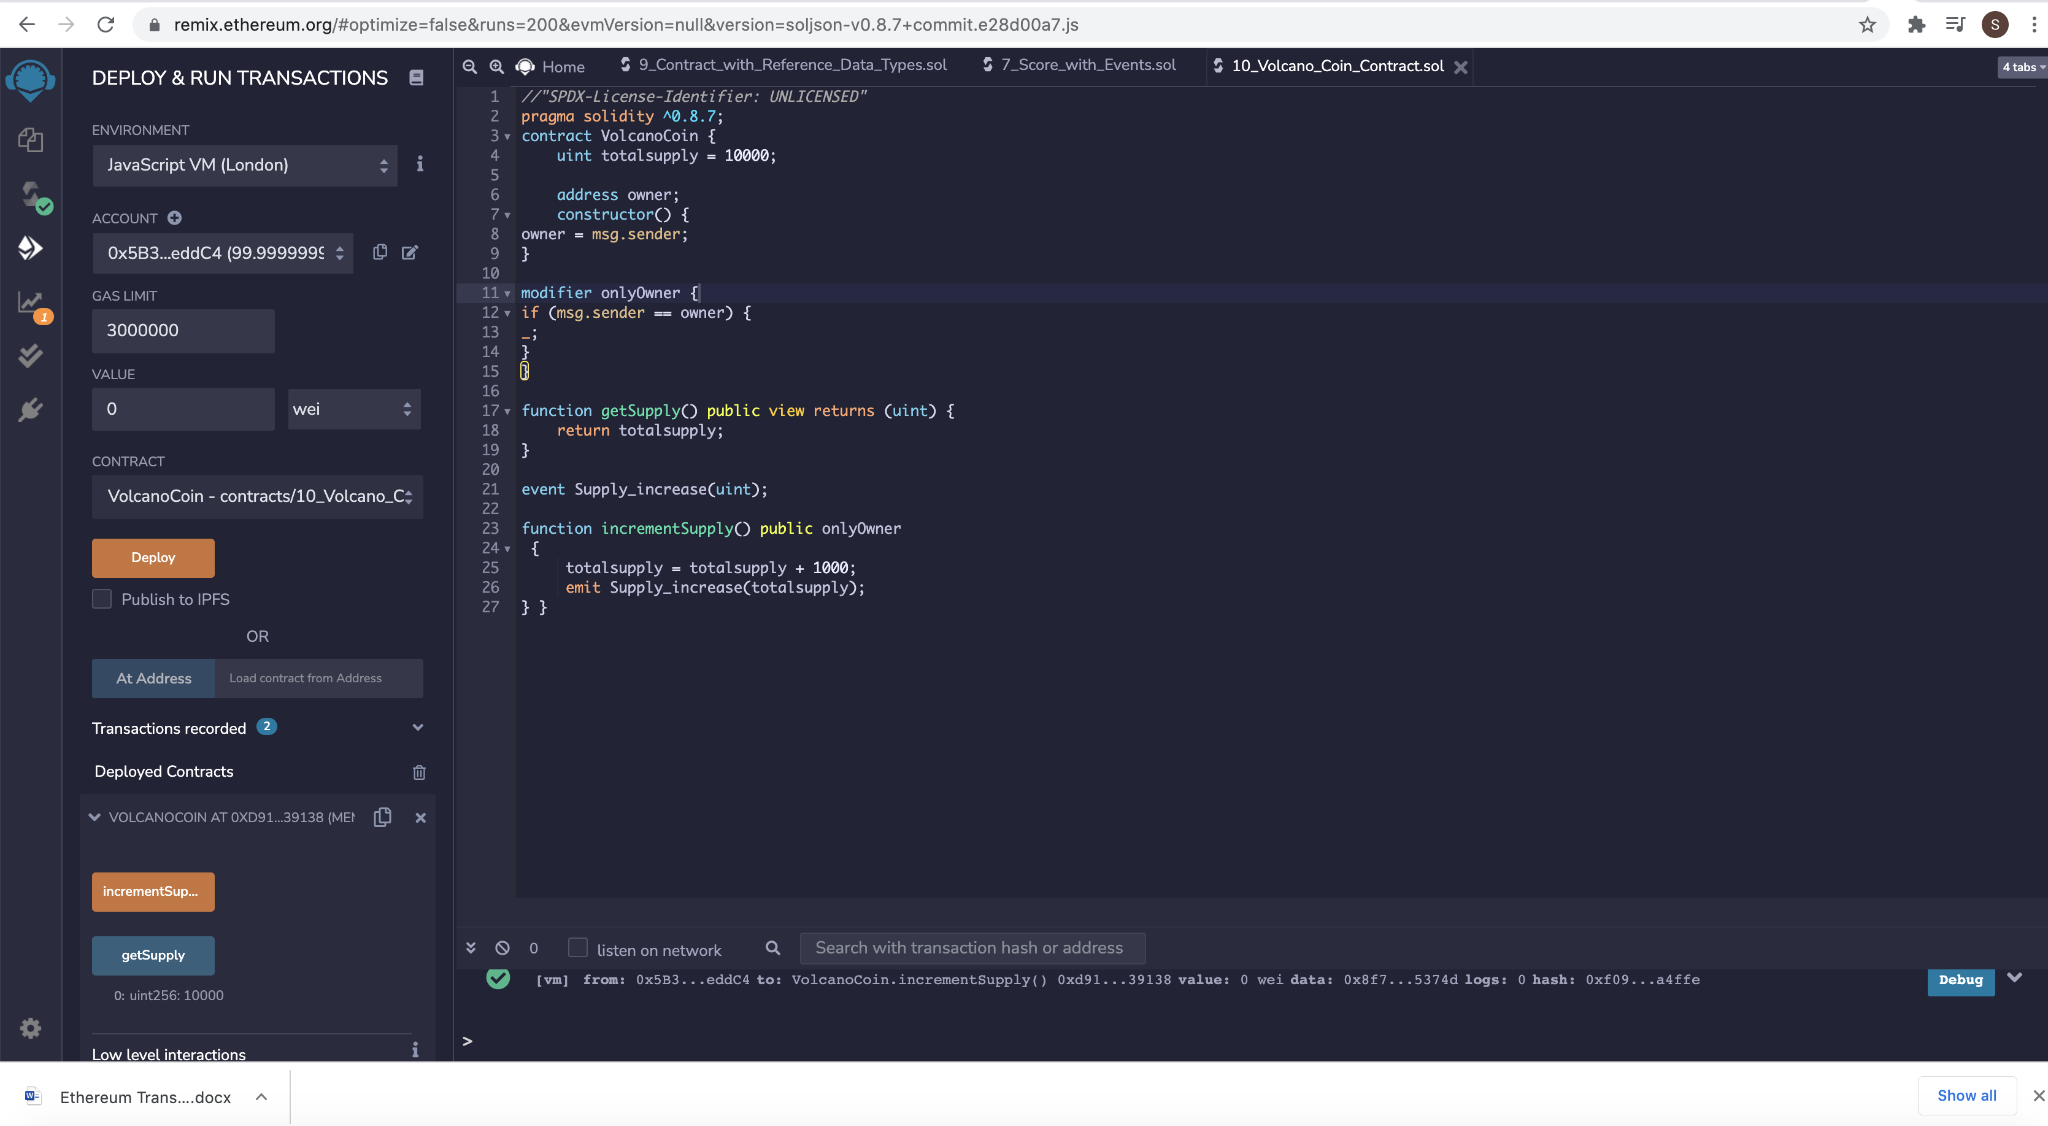 remix.ethereum.org/#optimize=false&runs=200&evmVersion=null&version=soljson-v0.8.7+commit.e28d00a7.js
S
DEPLOY & RUN TRANSACTIONS
ENVIRONMENT
JavaScript VM (London)
i
ACCOUNT
0x5B3...eddC4 (99.9999999
GAS LIMIT
3000000
1
VALUE
0
wei
CONTRACT
VolcanoCoin - contracts/10_Volcano_C
Deploy
Publish to IPFS
OR
At Address
Load contract from Address
Transactions recorded 2
Deployed Contracts
VOLCANOCOIN AT 0XD91...39138 (MEM
incrementSup...
getSupply
0: uint256: 10000
Low level interactions
i
Home
9_Contract_with_Reference_Data_Types.sol
7_Score_with_Events.sol
10_Volcano_Coin_Contract.sol
4 tabs
1 //"SPDX-License-Identifier: UNLICENSED"
2 pragma solidity ^0.8.7;
3 contract VolcanoCoin {
4 uint totalsupply = 10000;
5
6 address owner;
7 constructor() {
8 owner = msg.sender;
9 }
10
11 modifier onlyOwner {
12 if (msg.sender == owner) {
13 _;
14 }
15 }
16
17 function getSupply() public view returns (uint) {
18 return totalsupply;
19 }
20
21 event Supply_increase(uint);
22
23 function incrementSupply() public onlyOwner
24 {
25 totalsupply = totalsupply + 1000;
26 emit Supply_increase(totalsupply);
27 } }
0
listen on network
Search with transaction hash or address
[vm] from: 0x5B3...eddC4 to: VolcanoCoin.incrementSupply() 0xd91...39138 value: 0 wei data: 0x8f7...5374d logs: 0 hash: 0xf09...a4ffe
Debug
>
Ethereum Trans....docx
Show all